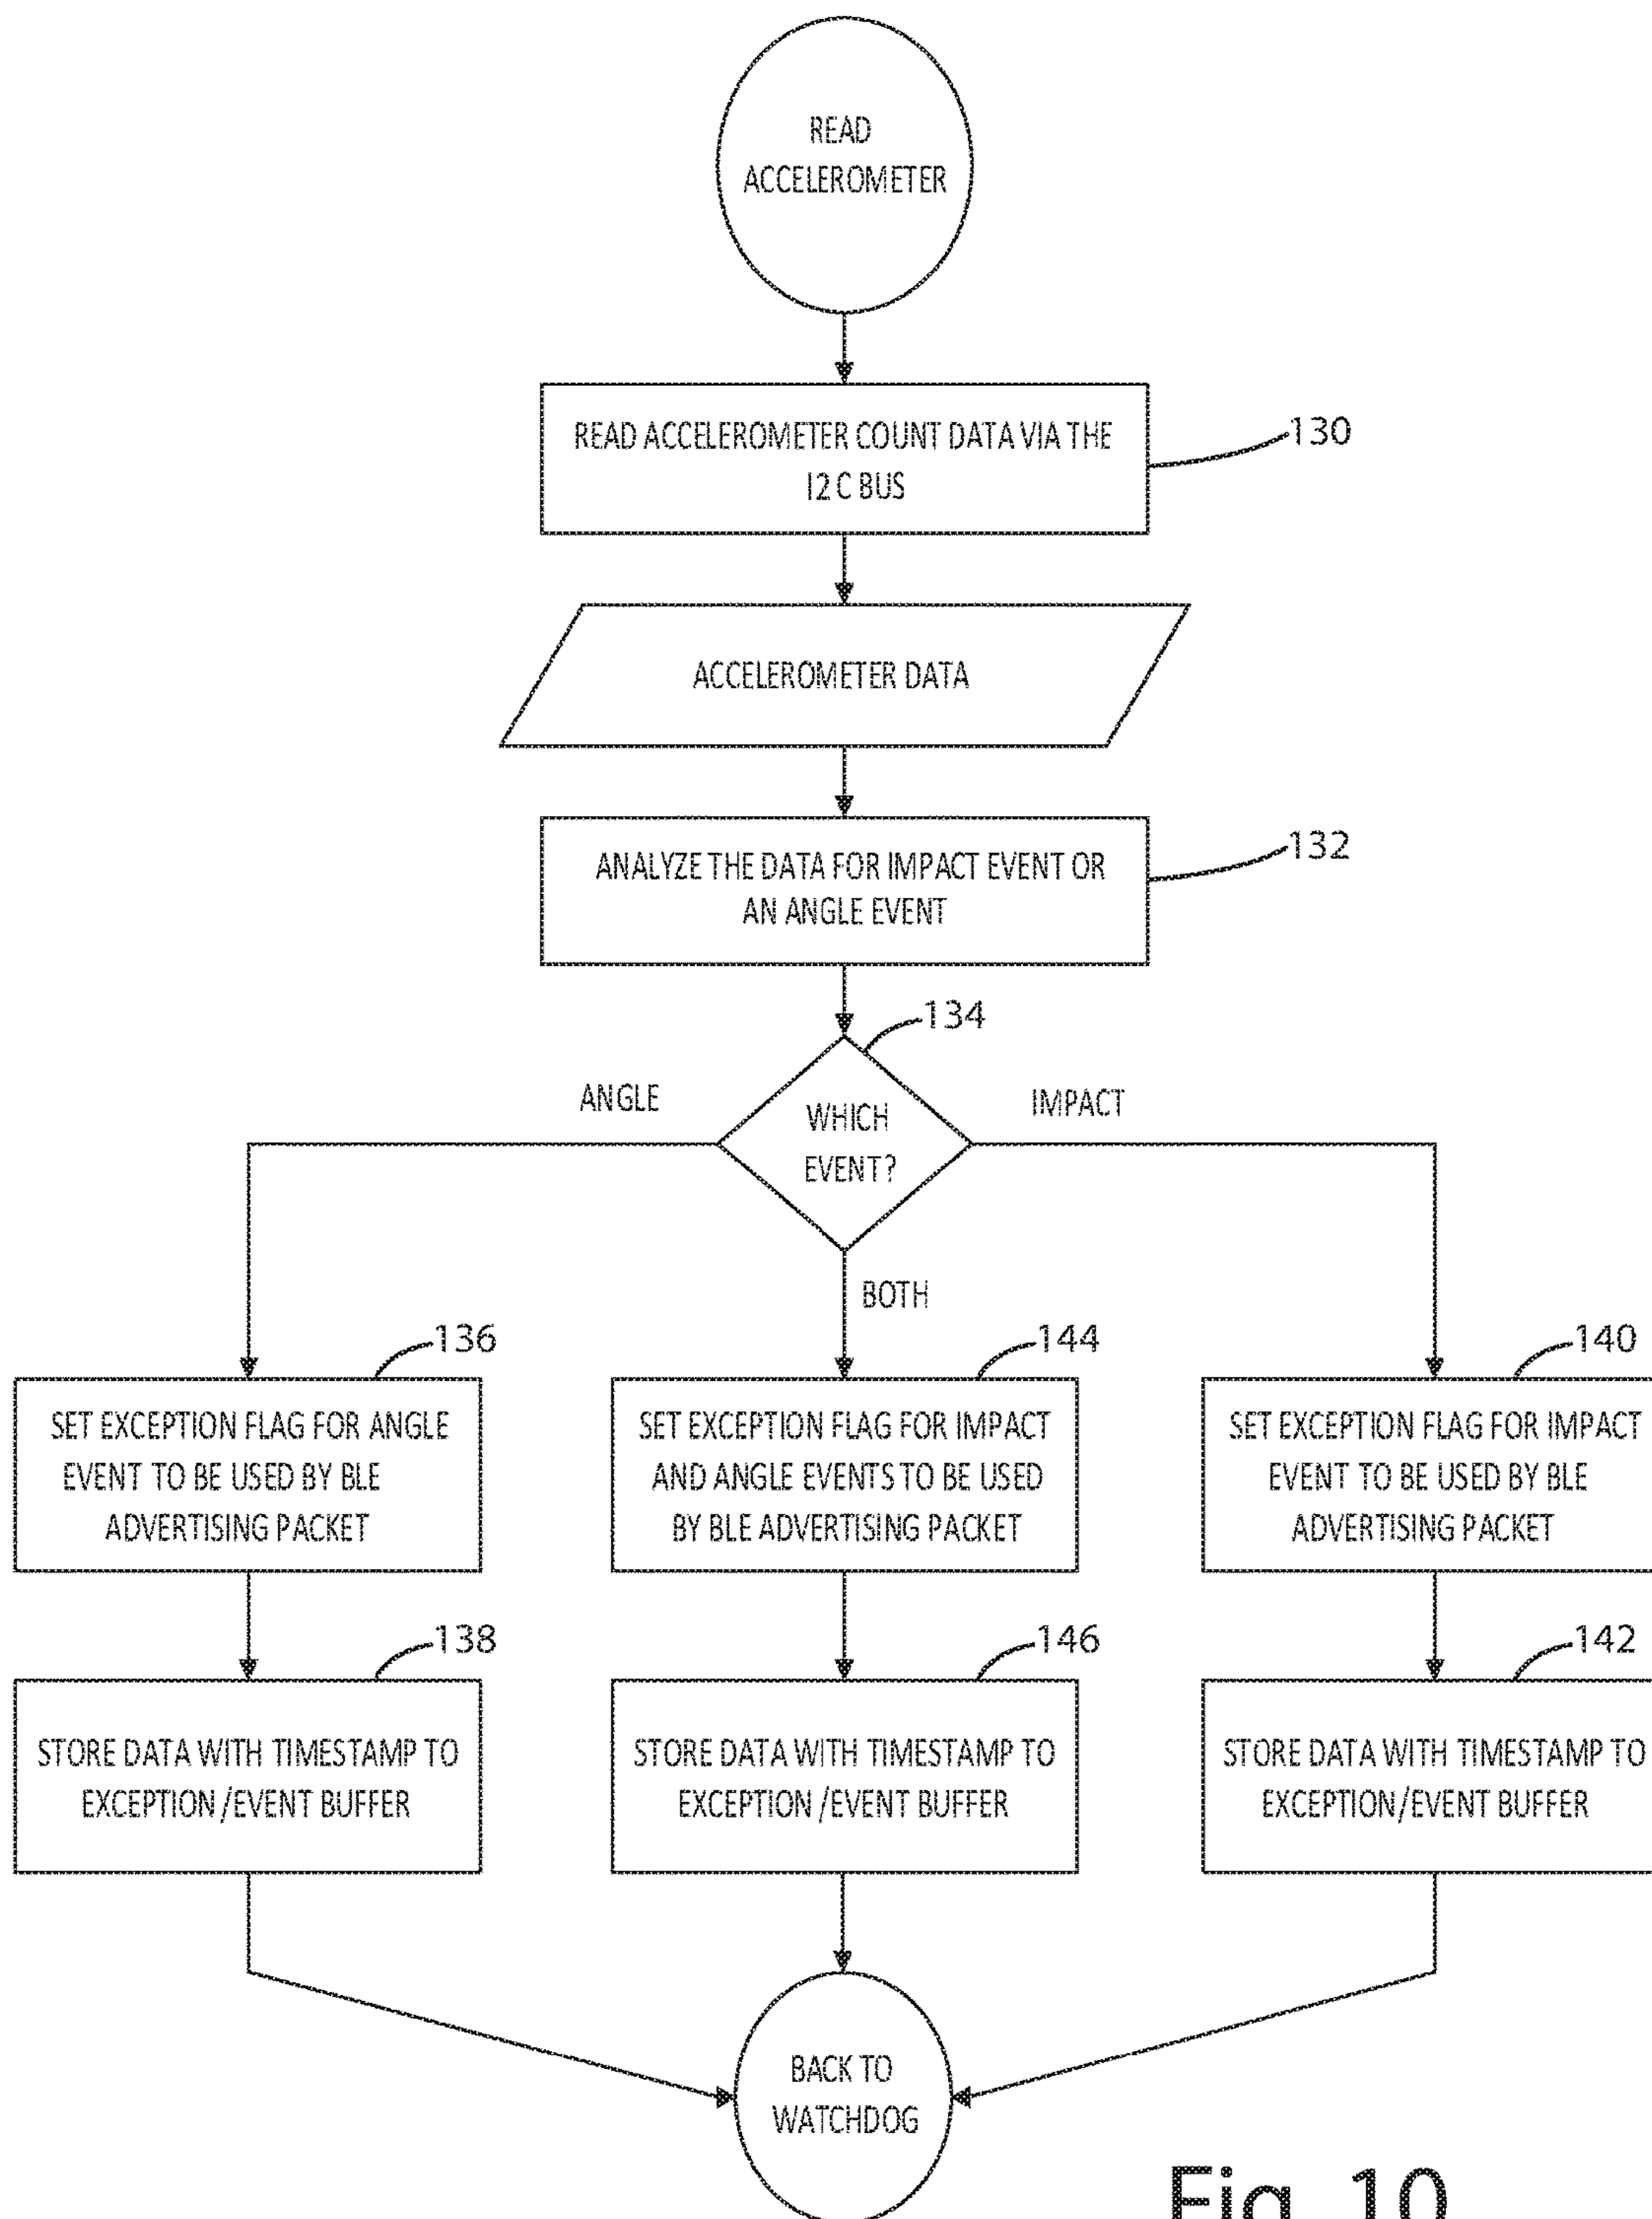 READ
ACCELEROMETER
READ ACCELEROMETER COUNT DATA VIA THE
I2C BUS
130
ACCELEROMETER DATA
ANALYZE THE DATA FOR IMPACT EVENT OR
AN ANGLE EVENT
132
134
ANGLE
WHICH
EVENT?
IMPACT
BOTH
136
144
140
SET EXCEPTION FLAG FOR ANGLE
EVENT TO BE USED BY BLE
ADVERTISING PACKET
SET EXCEPTION FLAG FOR IMPACT
AND ANGLE EVENTS TO BE USED
BY BLE ADVERTISING PACKET
SET EXCEPTION FLAG FOR IMPACT
EVENT TO BE USED BY BLE
ADVERTISING PACKET
138
146
142
STORE DATA WITH TIMESTAMP TO
EXCEPTION/EVENT BUFFER
STORE DATA WITH TIMESTAMP TO
EXCEPTION /EVENT BUFFER
STORE DATA WITH TIMESTAMP TO
EXCEPTION/EVENT BUFFER
BACK TO
WATCHDOG
Fig. 10